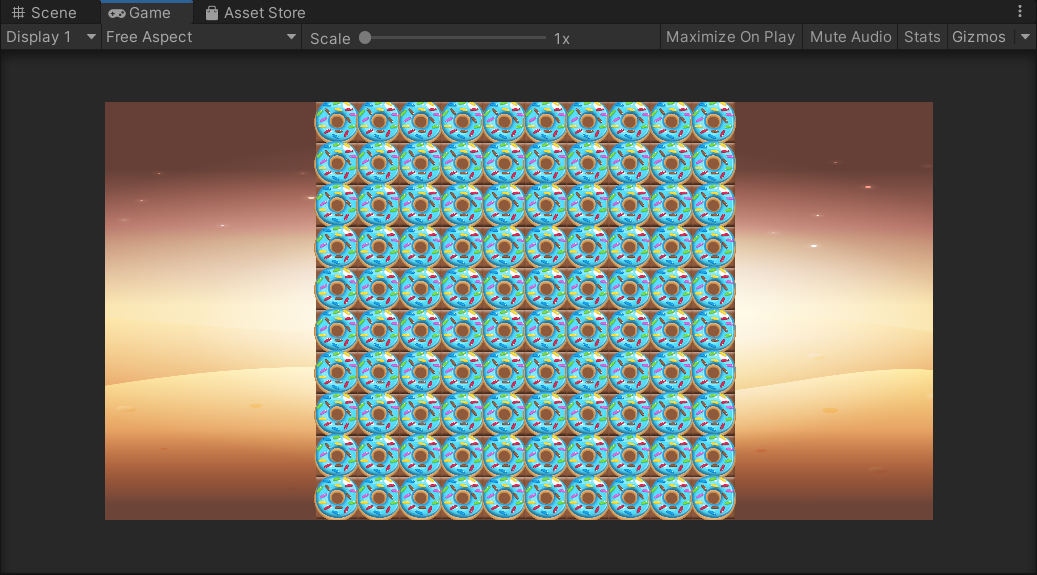 Scene Game Asset Store
Display 1 Free Aspect Scale 1x Maximize On Play Mute Audio Stats Gizmos